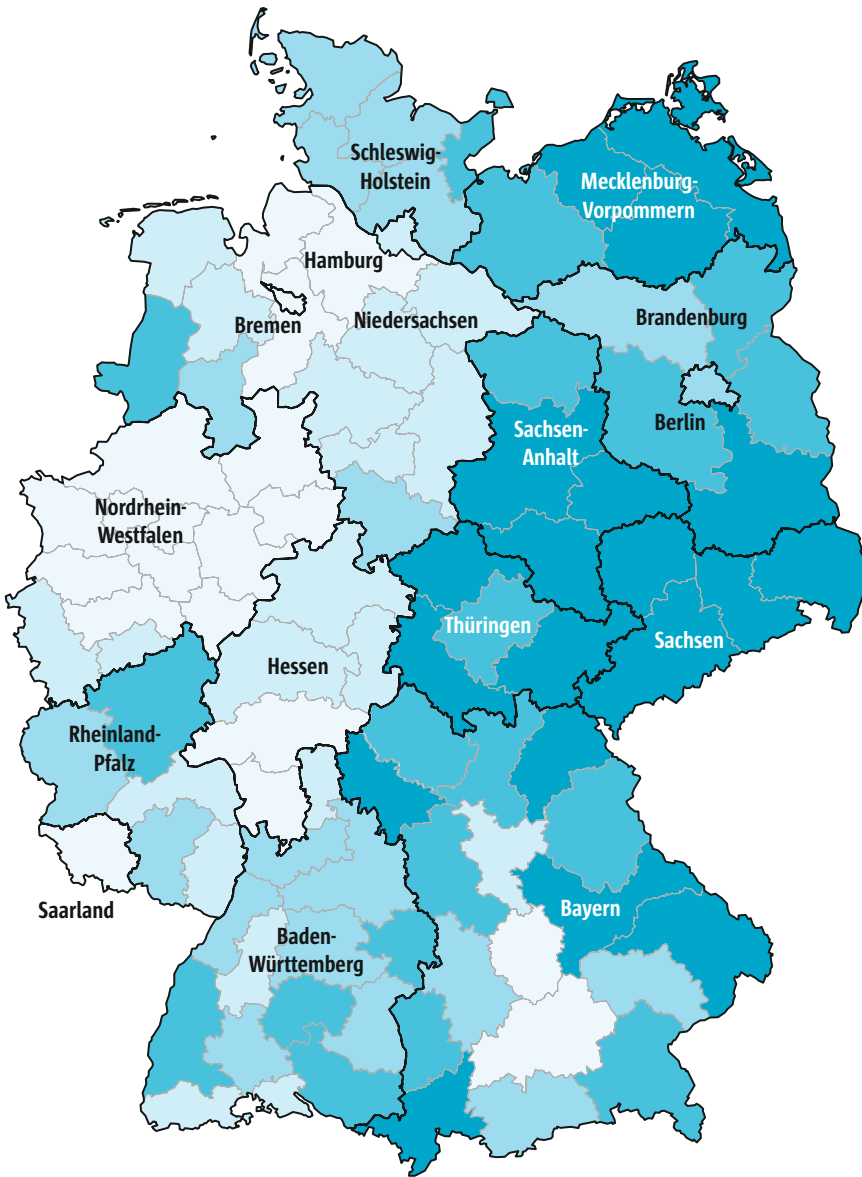 Schleswig-
Holstein
Mecklenburg-
Vorpommern
Hamburg
Bremen
Niedersachsen
Brandenburg
Berlin
Sachsen-
Anhalt
Nordrhein-
Westfalen
Thüringen
Sachsen
Hessen
Rheinland-
Pfalz
Saarland
Bayern
Baden-
Württemberg